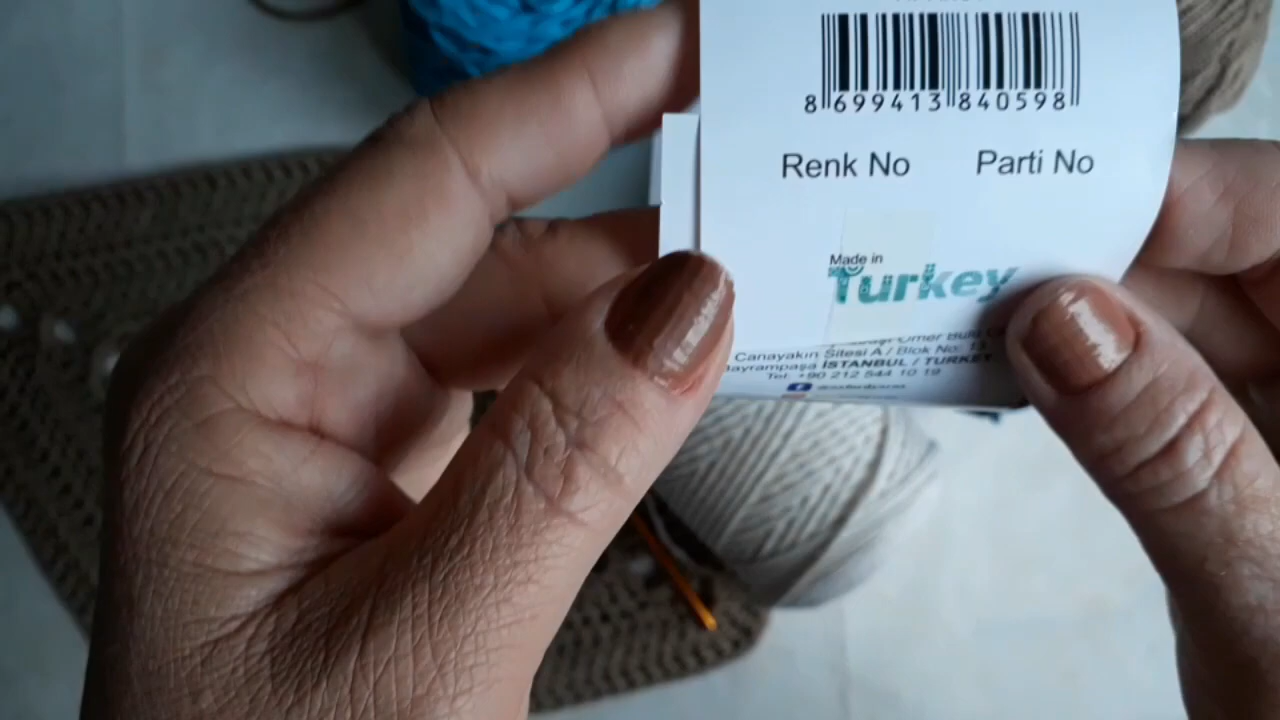 8 699413 840598
Renk No Parti No
Made in
Turkey
Canayakın Sitesi A / Blok No:
Bayrampaşa İSTANBUL / TURKEY
Tel: +90 212 544 10 19